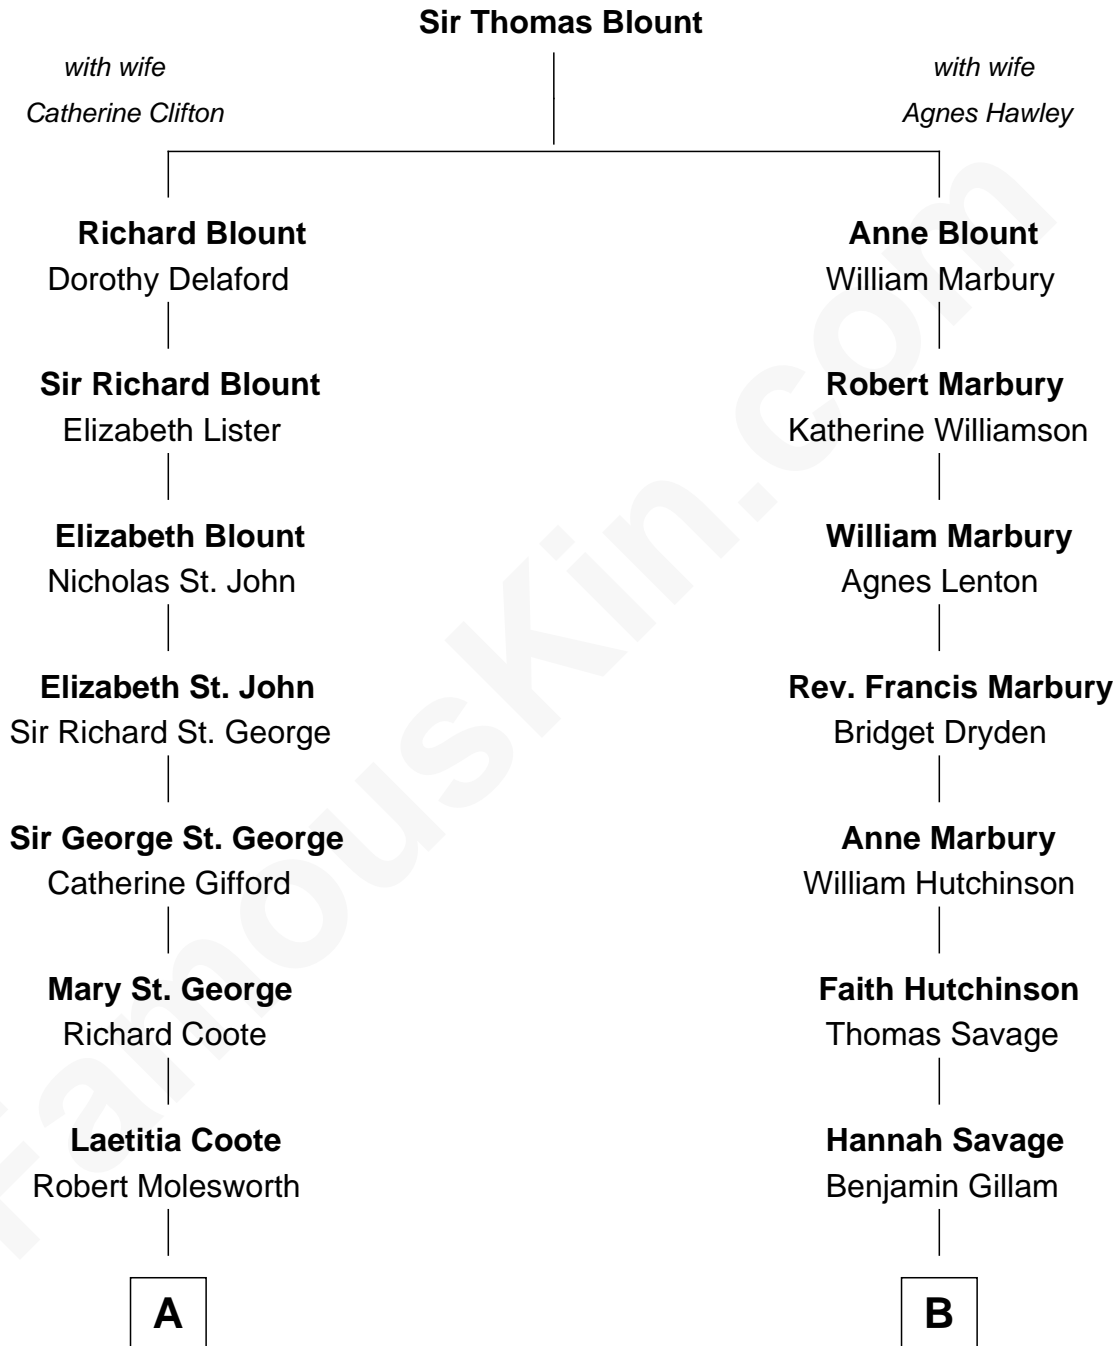 Sir Thomas Blount
with wife
Catherine Clifton
with wife
Agnes Hawley
Richard Blount
Dorothy Delaford
Anne Blount
William Marbury
Sir Richard Blount
Elizabeth Lister
Robert Marbury
Katherine Williamson
Elizabeth Blount
Nicholas St. John
William Marbury
Agnes Lenton
Elizabeth St. John
Sir Richard St. George
Rev. Francis Marbury
Bridget Dryden
Sir George St. George
Catherine Gifford
Anne Marbury
William Hutchinson
Mary St. George
Richard Coote
Faith Hutchinson
Thomas Savage
Laetitia Coote
Robert Molesworth
Hannah Savage
Benjamin Gillam
A
B
FamousKin.com